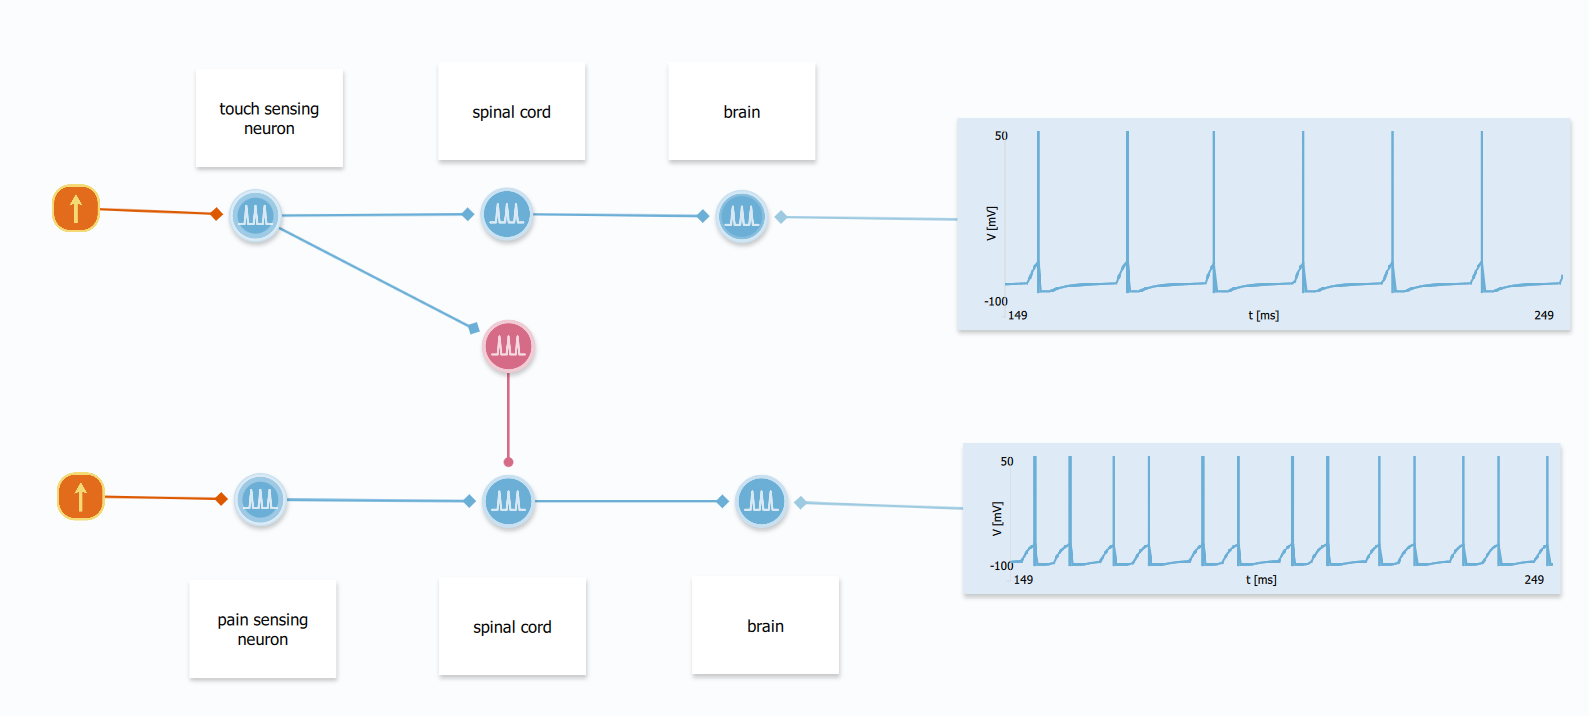 touch sensing
neuron
spinal cord
brain
50
V [mV]
-100
149
t [ms]
249
50
V [mV]
-100
149
t [ms]
249
pain sensing
neuron
spinal cord
brain